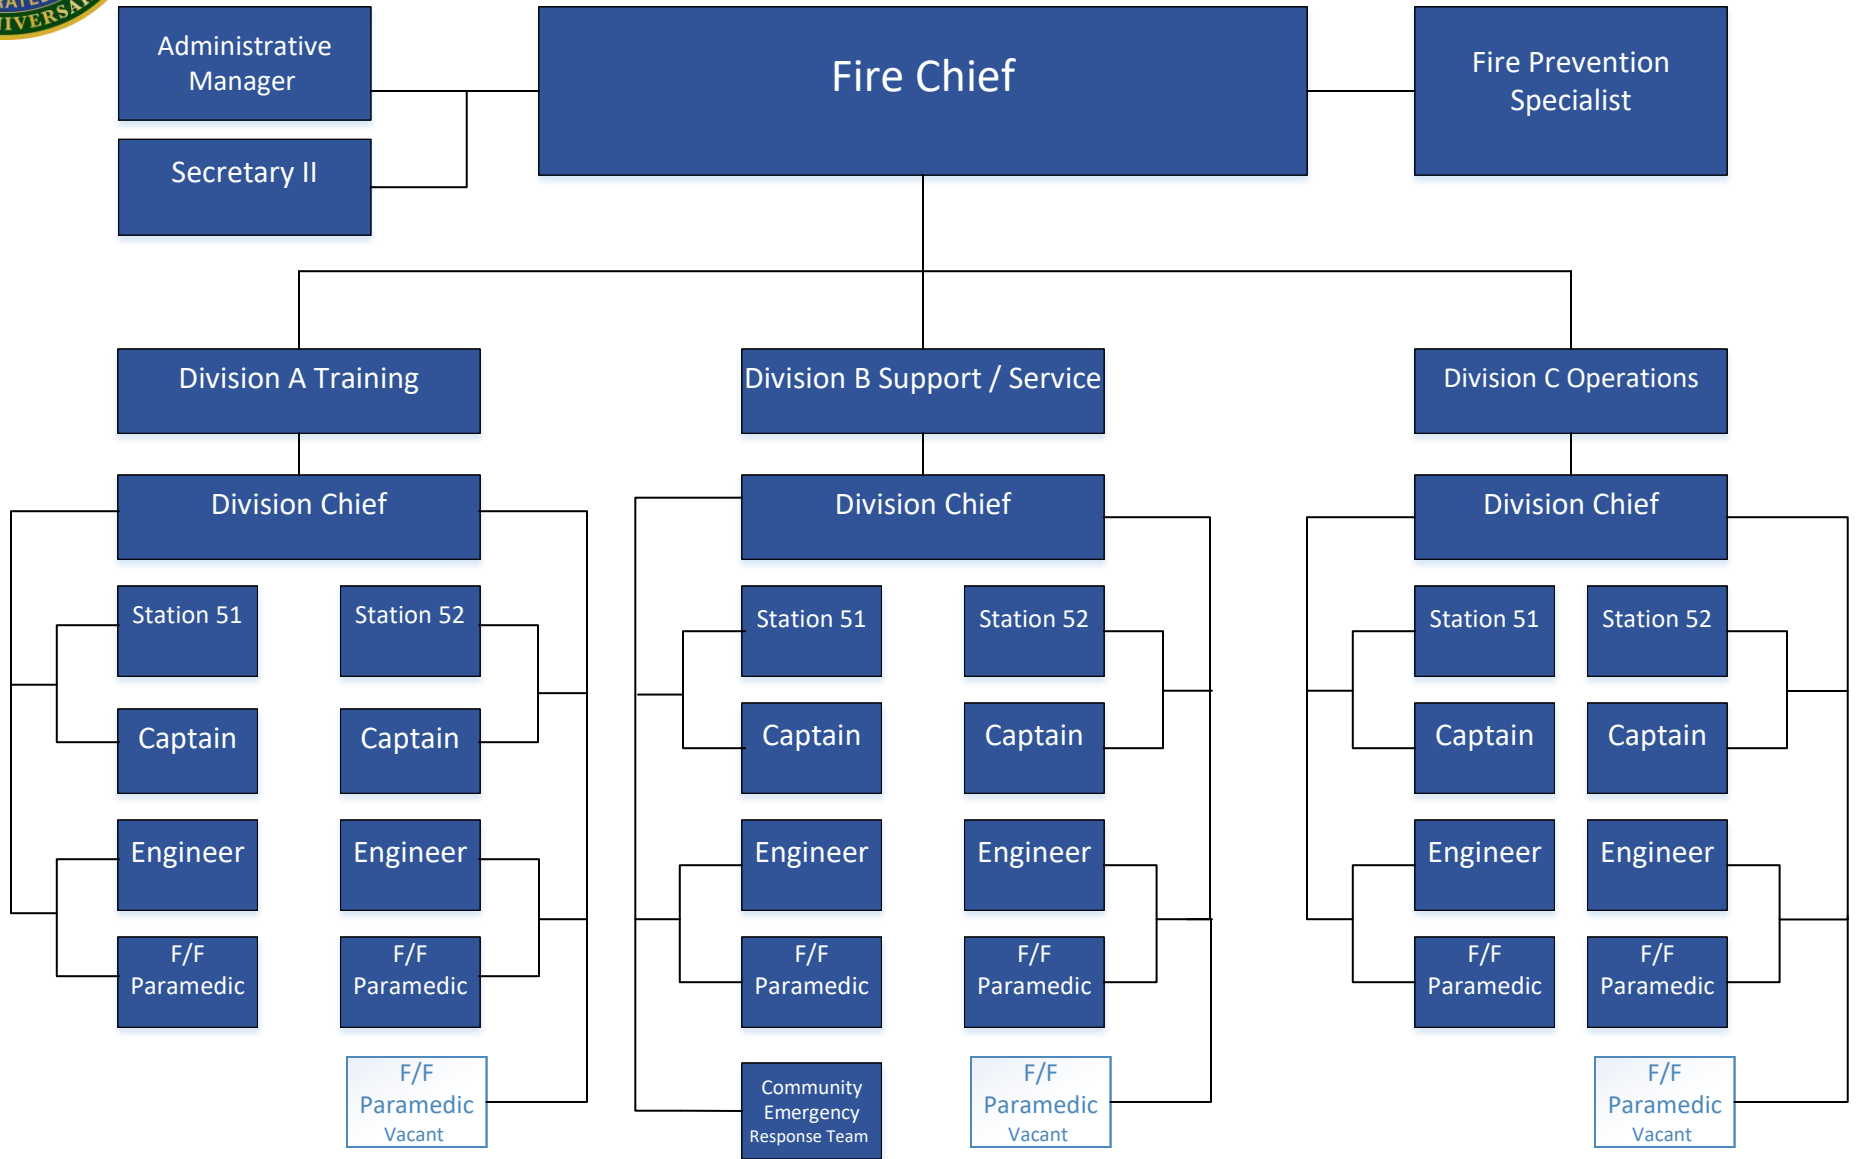 Administrative
Manager
Fire Chief
Fire Prevention
Specialist
Secretary II
Division A Training
Division B Support / Service
Division C Operations
Division Chief
Division Chief
Division Chief
Station 51
Station 52
Station 51
Station 52
Station 51
Station 52
Captain
Captain
Captain
Captain
Captain
Captain
Engineer
Engineer
Engineer
Engineer
Engineer
Engineer
F/F
Paramedic
F/F
Paramedic
F/F
Paramedic
F/F
Paramedic
F/F
Paramedic
F/F
Paramedic
F/F
Paramedic
Vacant
Community
Emergency
Response Team
F/F
Paramedic
Vacant
F/F
Paramedic
Vacant